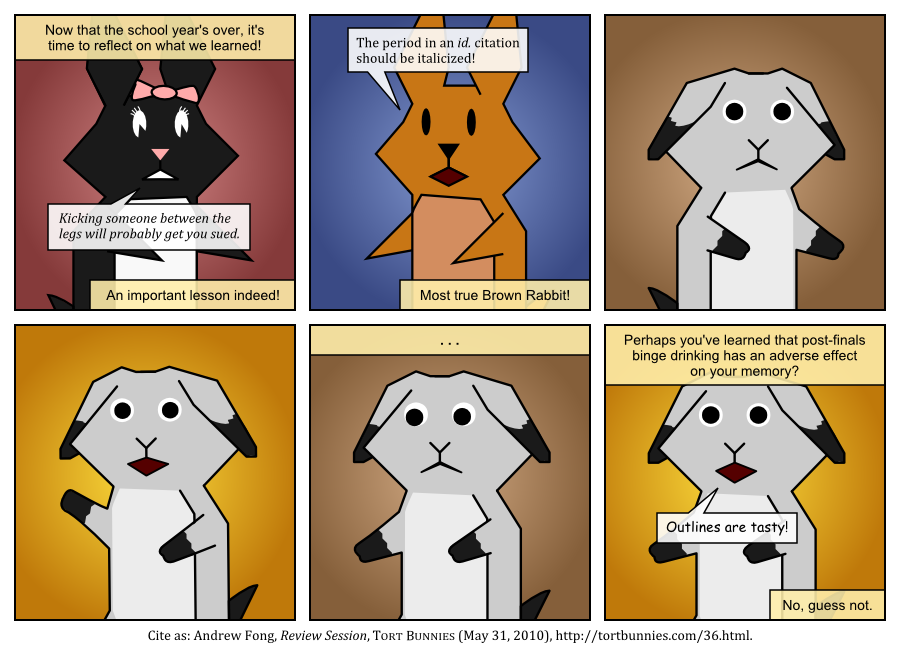 Now that the school year's over, it's
time to reflect on what we learned!
Kicking someone between the
legs will probably get you sued.
An important lesson indeed!
The period in an id. citation
should be italicized!
Most true Brown Rabbit!
. . .
Perhaps you've learned that post-finals
binge drinking has an adverse effect
on your memory?
Outlines are tasty!
No, guess not.
Cite as: Andrew Fong, Review Session, TORT BUNNIES (May 31, 2010), http://tortbunnies.com/36.html.